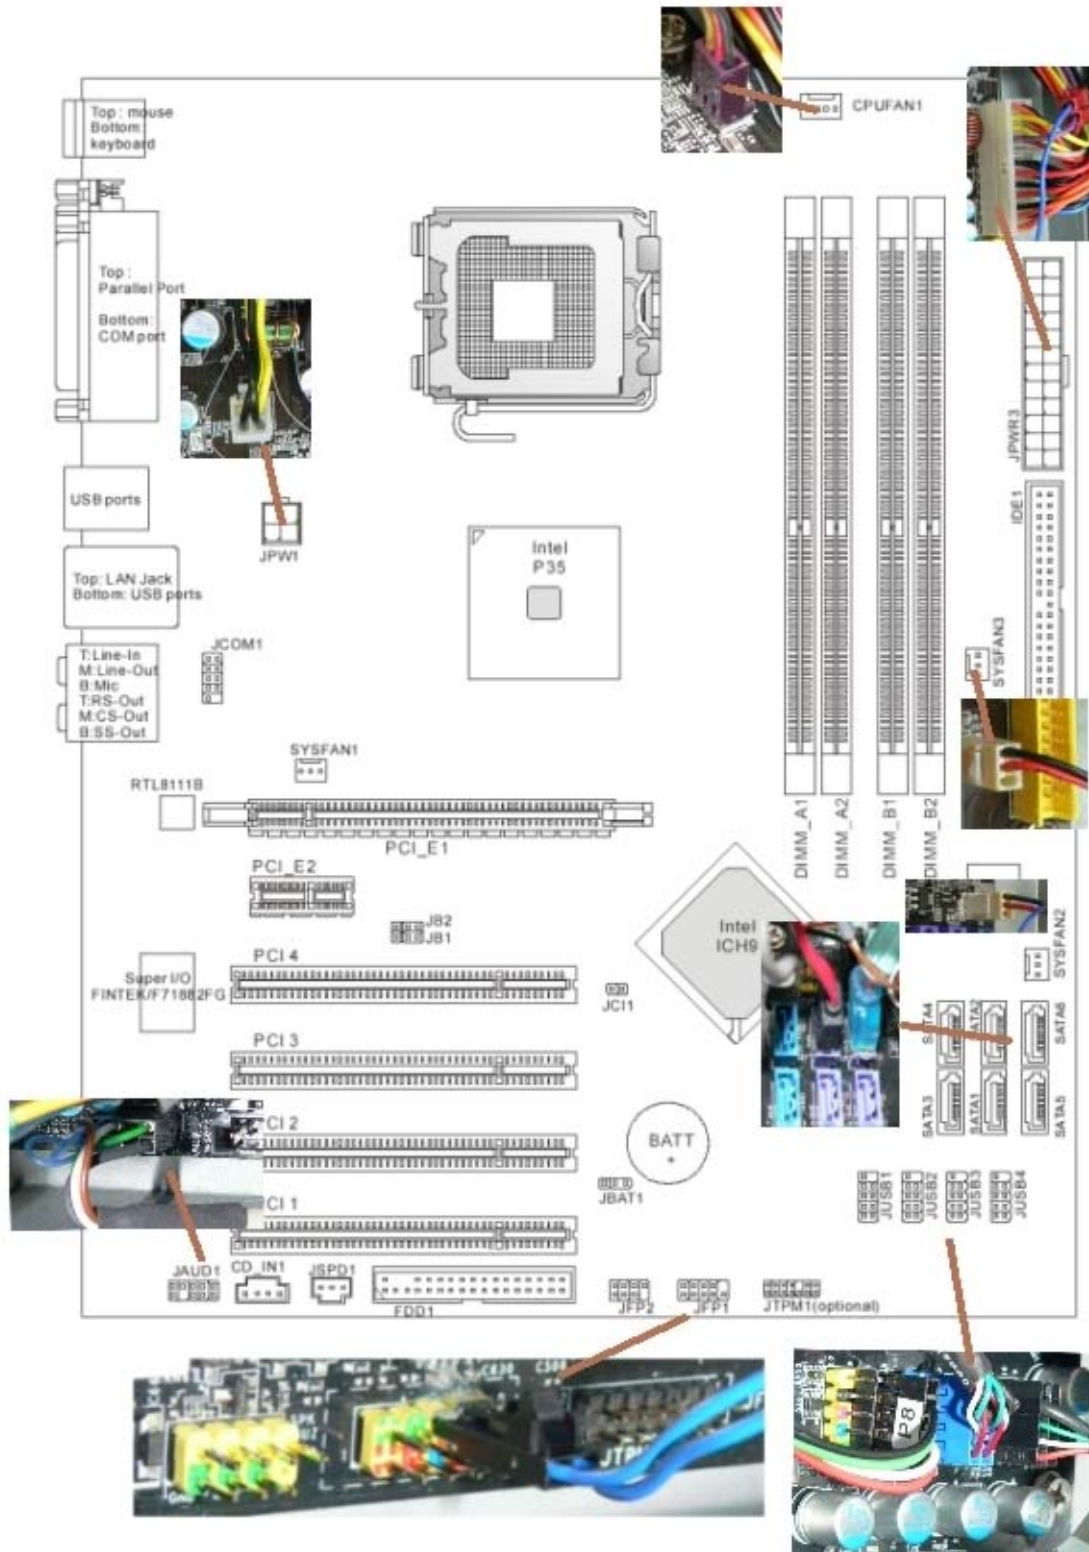 CPUFAN1
Top : mouse
Bottom:
keyboard
Top :
Parallel Port
Bottom:
COM port
JPWR3
USB ports
IDE1
JPW1
Intel
P35
Top: LAN Jack
Bottom: USB ports
JCOM1
SYSFAN3
T:Line-In
M:Line-Out
B:Mic
T:RS-Out
M:CS-Out
B:SS-Out
SYSFAN1
RTL8111B
PCI_E1
DIMM_A1
DIMM_A2
DIMM_B1
DIMM_B2
PCI_E2
JB2
JB1
Intel
ICH9
SYSFAN2
PCI 4
Super I/O
FINTEK/F71882FG
JCI1
SATA4
SATA2
SATA6
PCI 3
SATA3
SATA1
SATA5
CI 2
BATT
+
JBAT1
JUSB1
JUSB2
JUSB3
JUSB4
CI 1
JAUD1
CD_IN1
JSPD1
FDD1
JFP2
JFP1
JTPM1(optional)
JTPM
P8